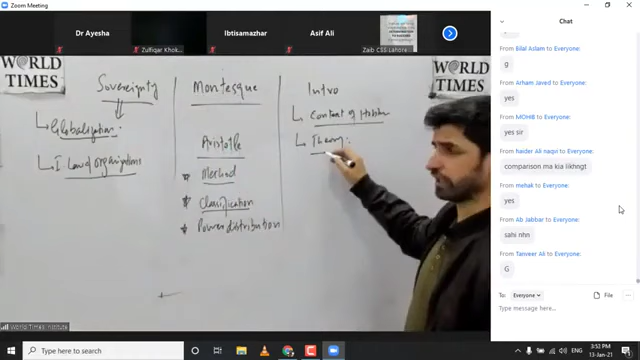 Zoom Meeting
Dr Ayesha
Ibtisamazhar
Asif Ali
Zulfiqar Khok...
Zaib CSS Lahore
WORLD
TIMES
Sovereignty
Globalization.
I Law & organizations
Montesque
Aristotle
Method
Classification
Power distribution
Intro
Context of Hobbes
Theory:
W@RLD
TIMES
World Times Institute
Chat
g
From Bilal Aslam to Everyone:
g
From Arham Javed to Everyone:
yes
From MOHIB to Everyone:
yes sir
From haider Ali naqvi to Everyone:
comparison ma kia likhngt
From mehak to Everyone:
yes
From Ab Jabbar to Everyone:
sahi nhn
From Tanveer Ali to Everyone:
G
To: Everyone
File
Type message here...
Type here to search
3:51 PM
13-Jan-21